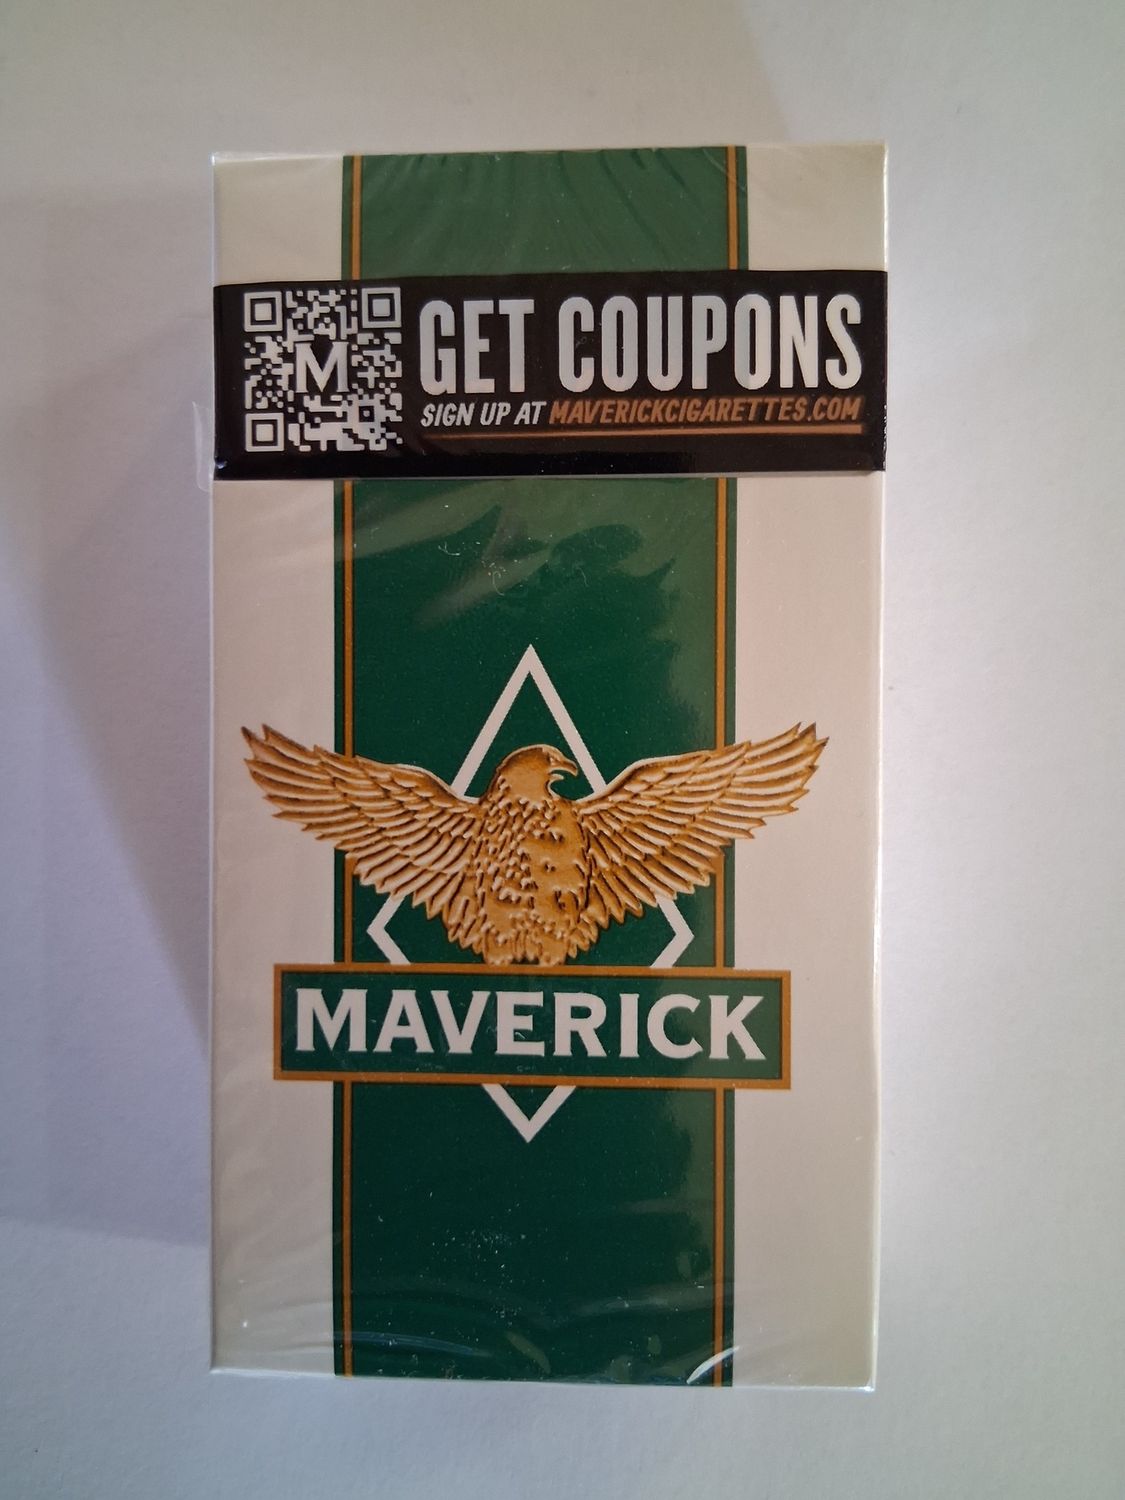 M
GET COUPONS
SIGN UP AT MAVERICKCIGARETTES.COM
MAVERICK